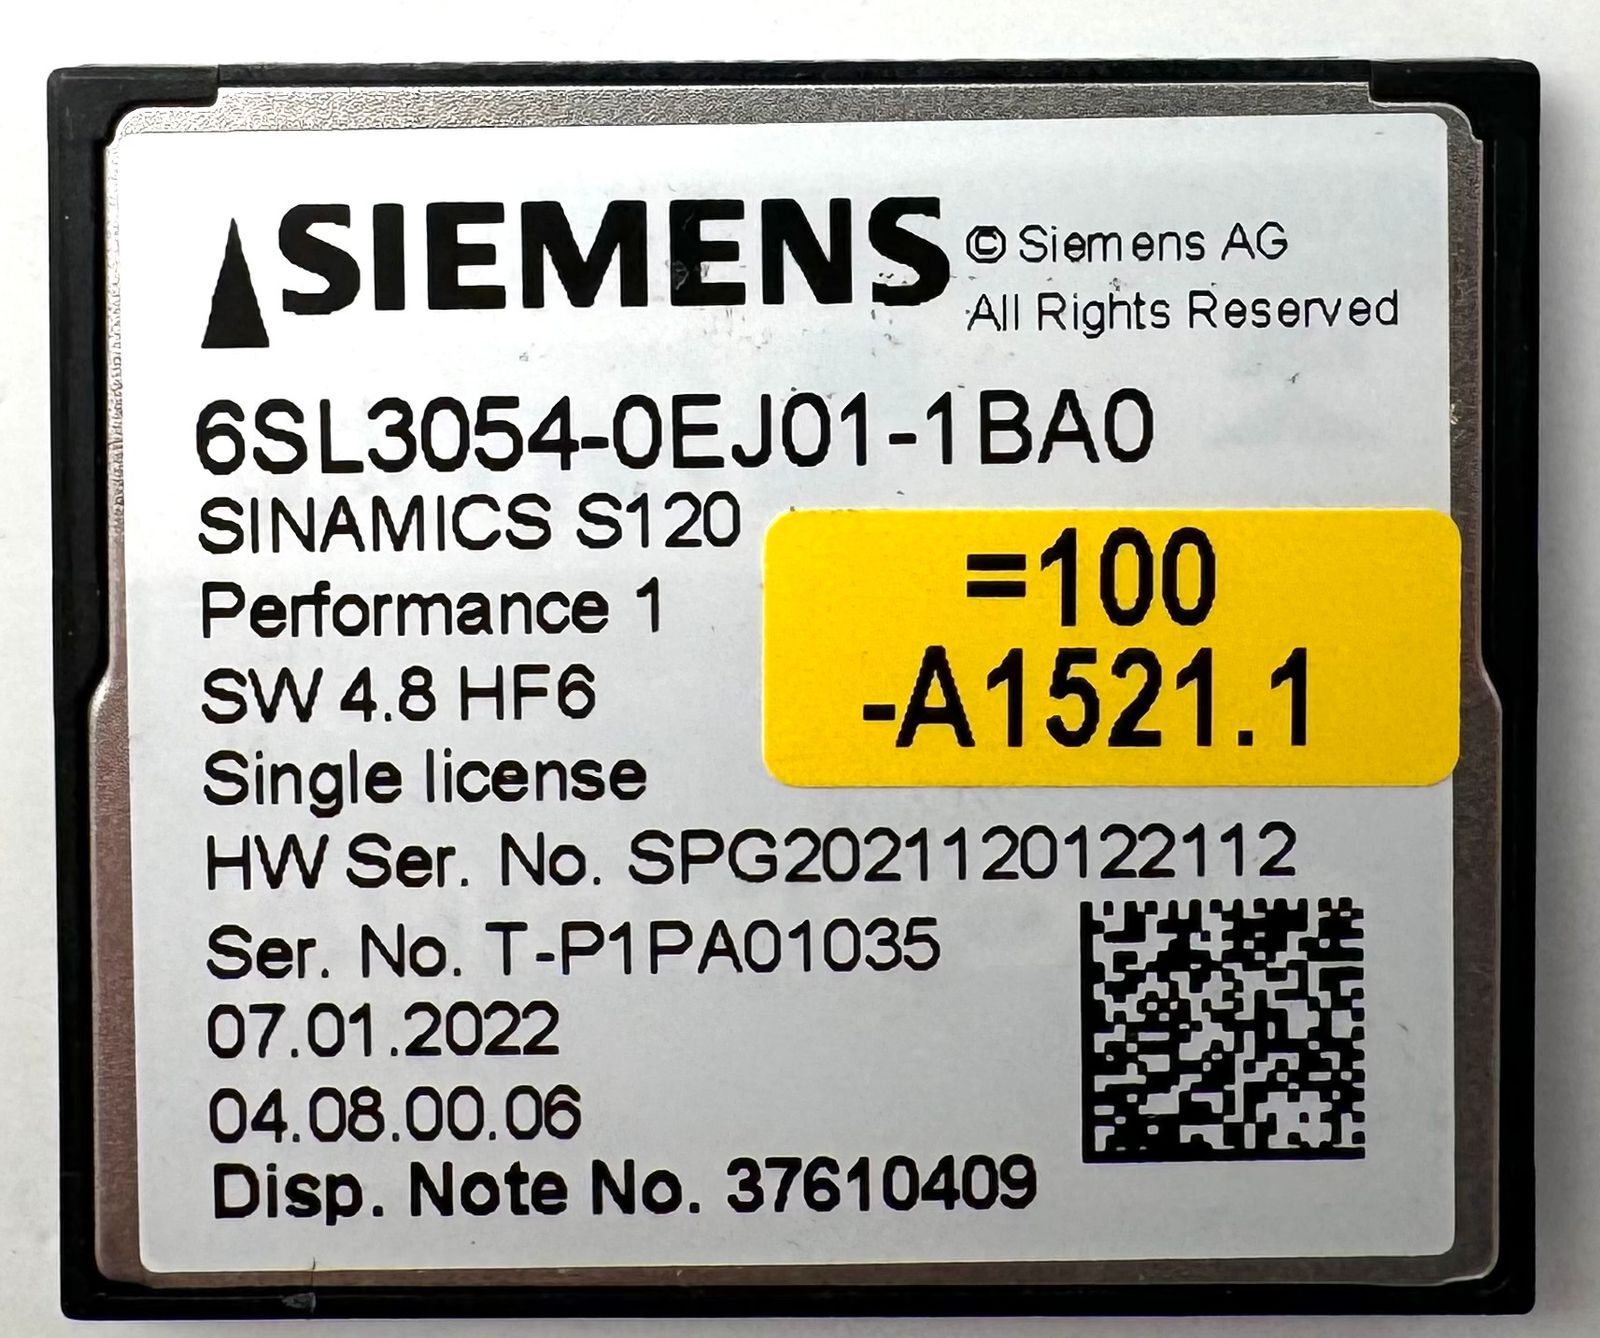 SIEMENS © Siemens AG
All Rights Reserved
6SL3054-0EJ01-1BA0
SINAMICS S120
=100
Performance 1
-A1521.1
SW 4.8 HF6
Single license
HW Ser. No. SPG2021120122112
Ser. No. T-P1PA01035
07.01.2022
04.08.00.06
Disp. Note No. 37610409